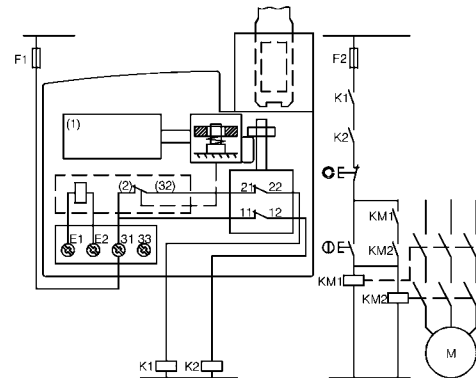 F1
F2
(1)
K1
K2
(2) (32)
21 22
11 12
E1 E2 31 33
KM1
KM2
KM1
KM2
K1 K2
M